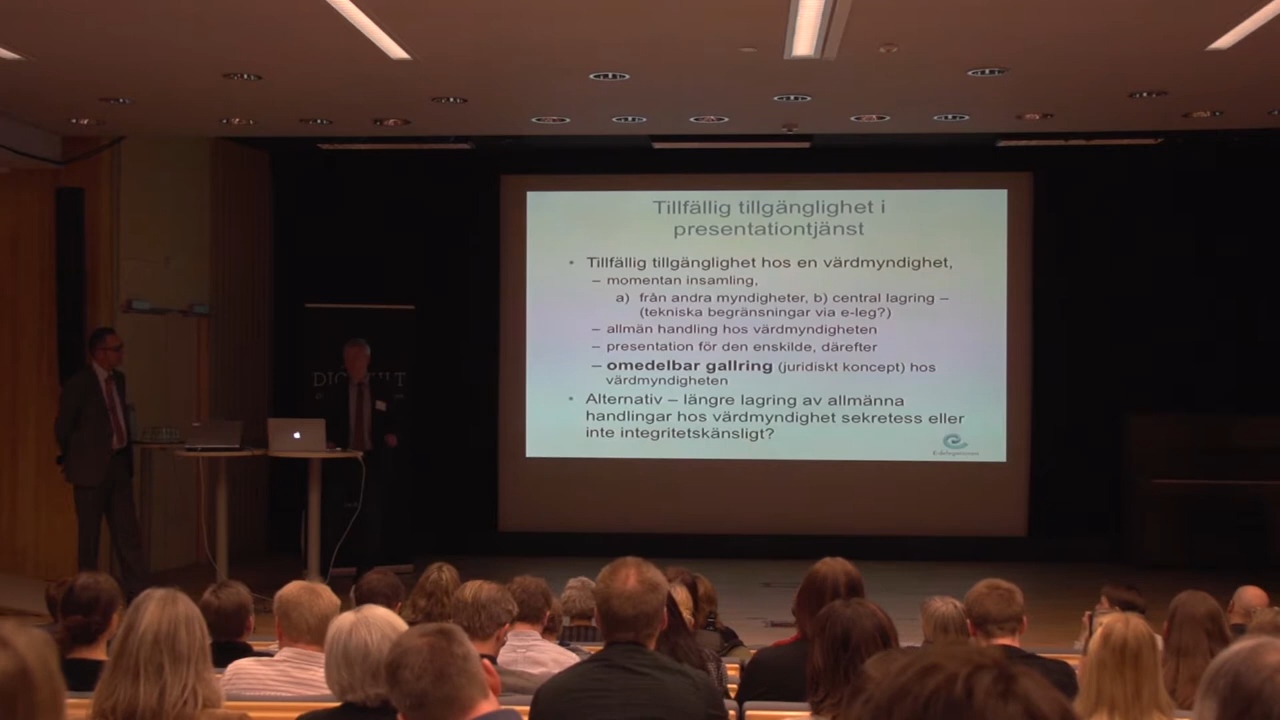 Tillfällig tillgänglighet i
presentationtjänst
• Tillfällig tillgänglighet hos en värdmyndighet,
– momentan insamling,
a) från andra myndigheter, b) central lagring –
(tekniska begränsningar via e-leg?)
– allmän handling hos värdmyndigheten
– presentation för den enskilde, därefter
– omedelbar gallring (juridiskt koncept) hos
värdmyndigheten
• Alternativ – längre lagring av allmänna
handlingar hos värdmyndighet sekretess eller
inte integritetskänsligt?
E-delegationen